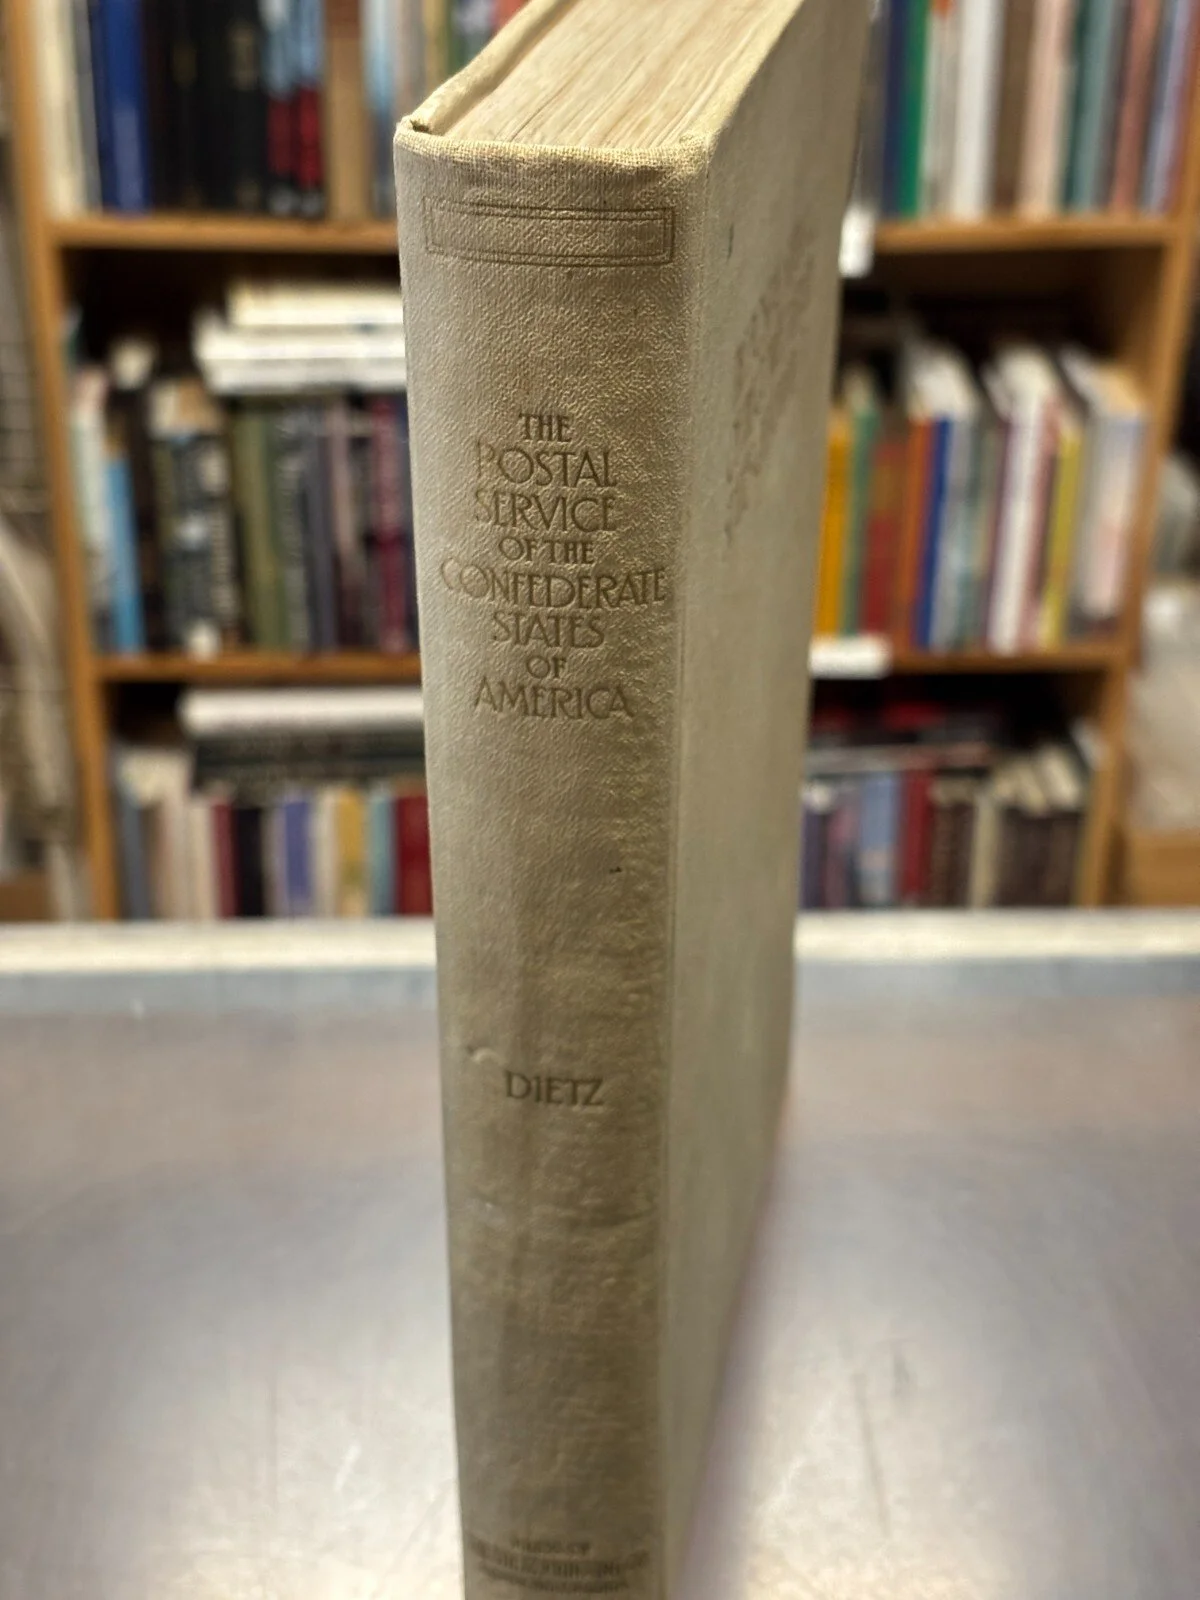 THE
POSTAL
SERVICE
OF THE
CONFEDERATE
STATES
OF
AMERICA
DIETZ